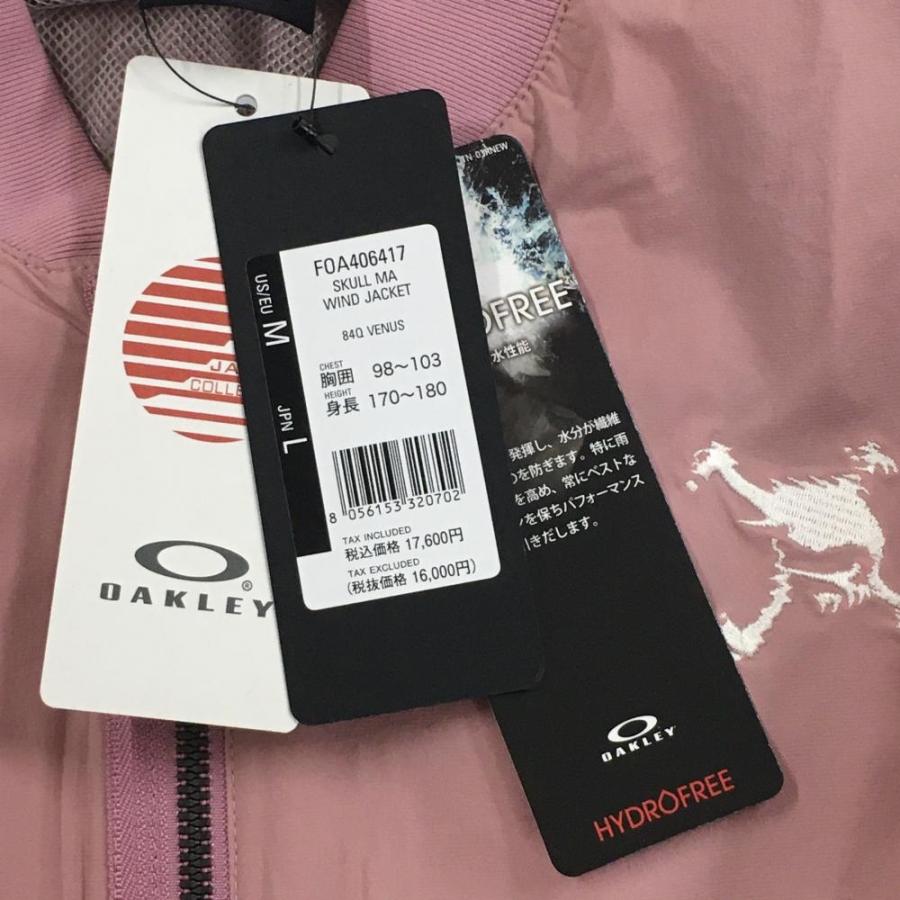 OAKLEY®
US/EU M
JPN L
FOA406417
SKULL MA
WIND JACKET
84Q VENUS
CHEST
胸囲 98～103
HEIGHT
身長 170～180
8 056153 320702
TAX INCLUDED
税込価格 17,600円
TAX EXCLUDED
(税抜価格 16,000円)
水性能
発揮し、水分が繊維
を防ぎます。特に雨
を高め、常にベストな
を保ちパフォーマンス
きだします。
OAKLEY
HYDROFREE